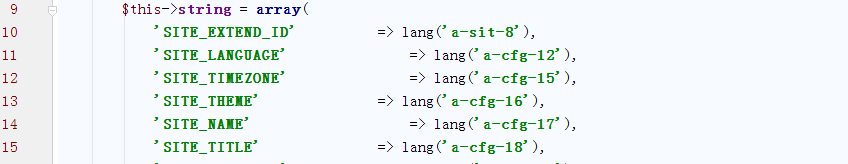 9 $this->string = array(
10 'SITE_EXTEND_ID' => lang('a-sit-8'),
11 'SITE_LANGUAGE' => lang('a-cfg-12'),
12 'SITE_TIMEZONE' => lang('a-cfg-15'),
13 'SITE_THEME' => lang('a-cfg-16'),
14 'SITE_NAME' => lang('a-cfg-17'),
15 'SITE_TITLE' => lang('a-cfg-18'),